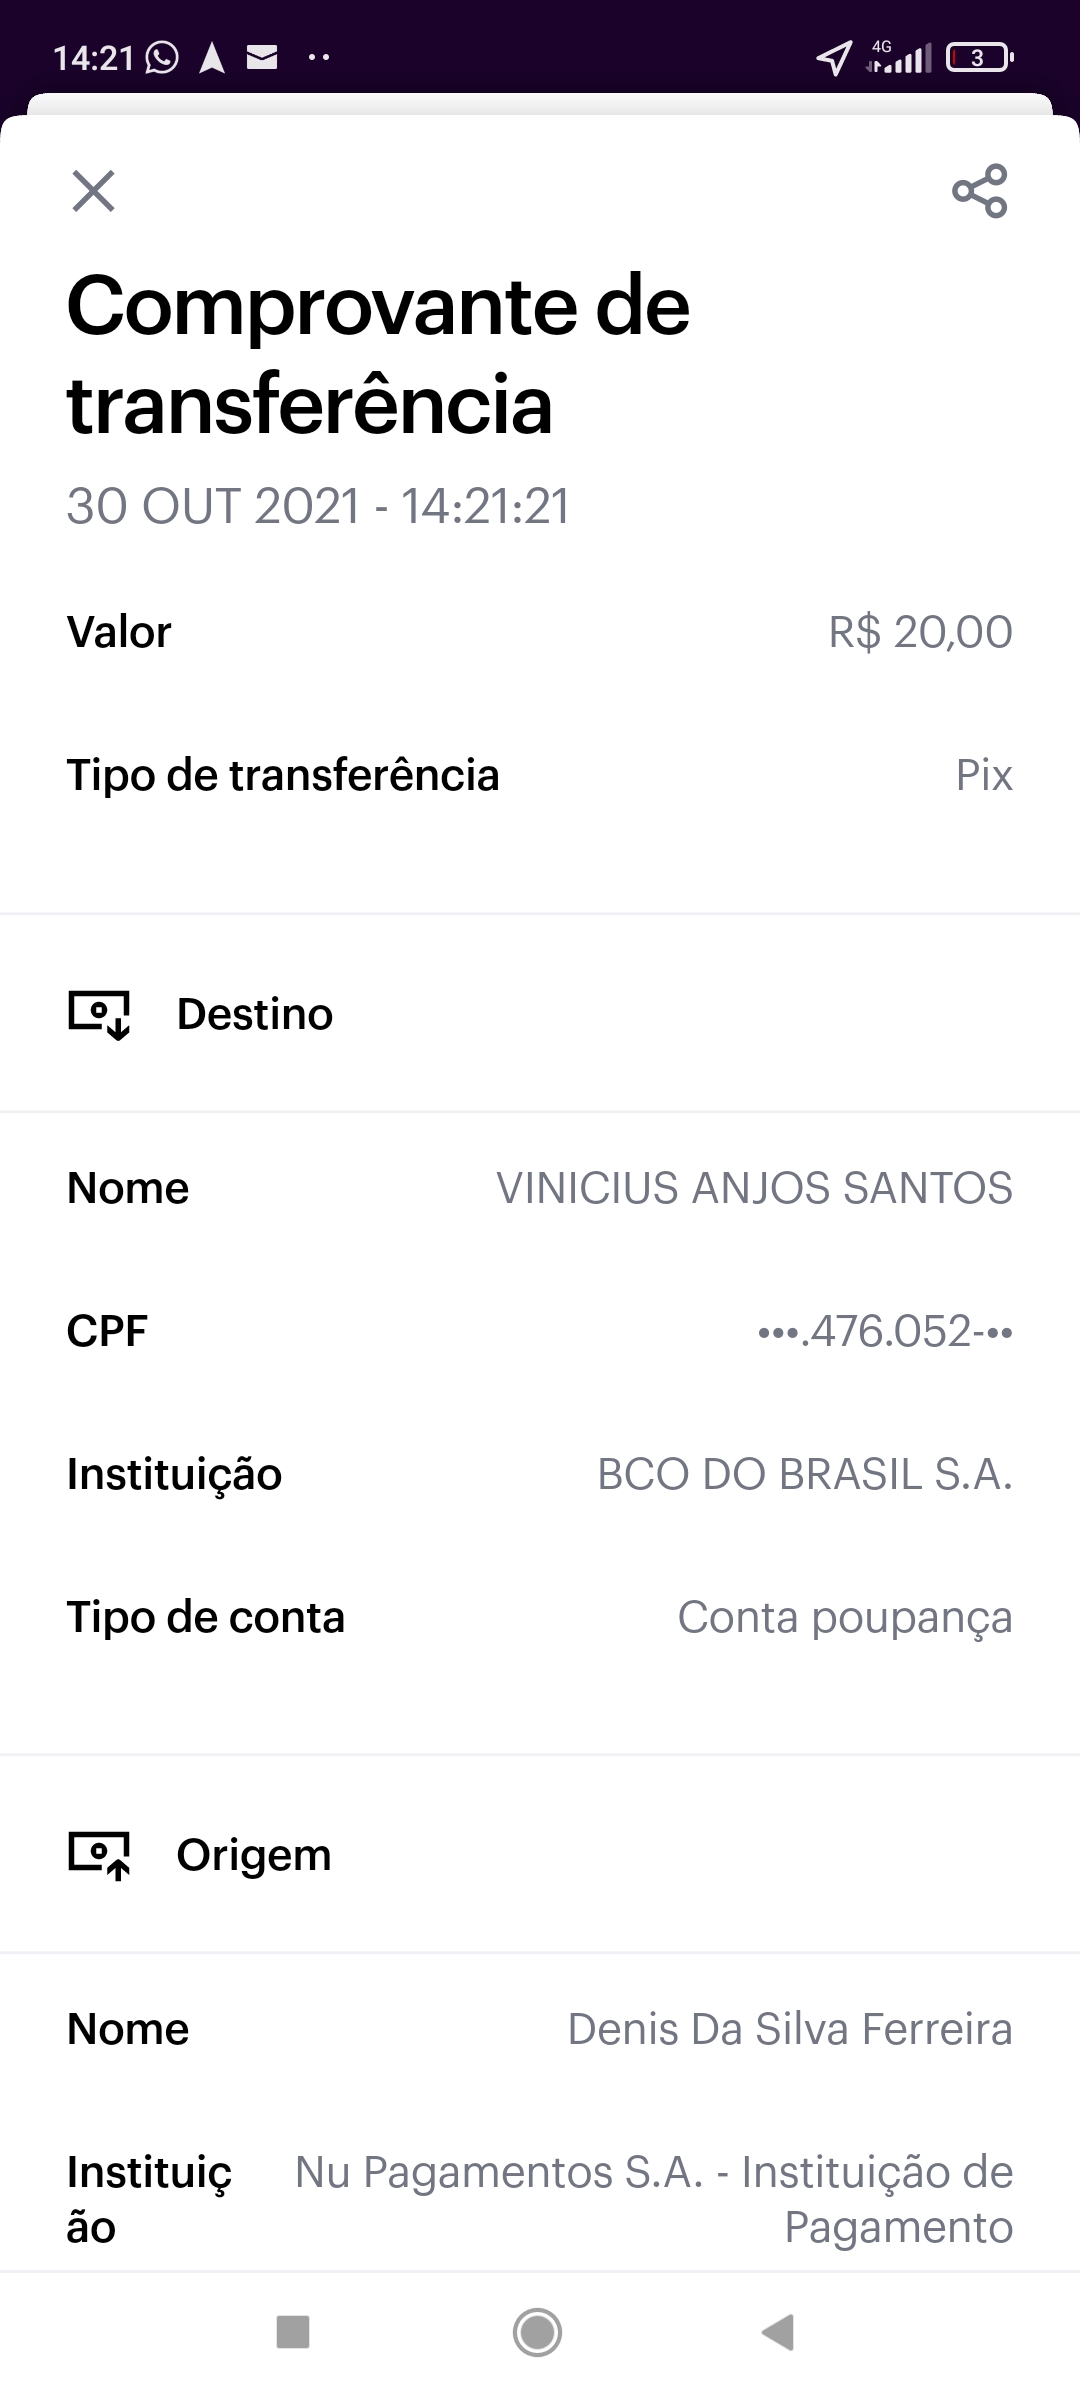 14:21
4G
3
Comprovante de
transferência
30 OUT 2021 - 14:21:21
Valor R$ 20,00
Tipo de transferência Pix
Destino
Nome VINICIUS ANJOS SANTOS
CPF •••.476.052-••
Instituição BCO DO BRASIL S.A.
Tipo de conta Conta poupança
Origem
Nome Denis Da Silva Ferreira
Instituiç Nu Pagamentos S.A. - Instituição de
ão Pagamento